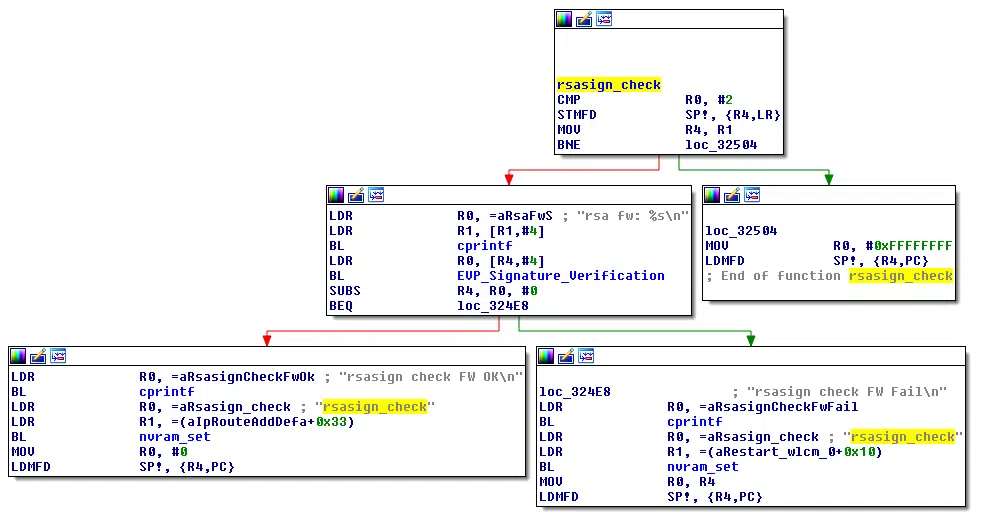 rsasign_check
CMP R0, #2
STMFD SP!, {R4,LR}
MOV R4, R1
BNE loc_32504
LDR R0, =aRsaFwS ; "rsa fw: %s\n"
LDR R1, [R1,#4]
BL cprintf
LDR R0, [R4,#4]
BL EVP_Signature_Verification
SUBS R4, R0, #0
BEQ loc_324E8
loc_32504
MOV R0, #0xFFFFFFFF
LDMFD SP!, {R4,PC}
; End of function rsasign_check
LDR R0, =aRsasignCheckFwOk ; "rsasign check FW OK\n"
BL cprintf
LDR R0, =aRsasign_check ; "rsasign_check"
LDR R1, =(aIpRouteAddDefa+0x33)
BL nvram_set
MOV R0, #0
LDMFD SP!, {R4,PC}
loc_324E8 ; "rsasign check FW Fail\n"
LDR R0, =aRsasignCheckFwFail
BL cprintf
LDR R0, =aRsasign_check ; "rsasign_check"
LDR R1, =(aRestart_wlcm_0+0x10)
BL nvram_set
MOV R0, R4
LDMFD SP!, {R4,PC}